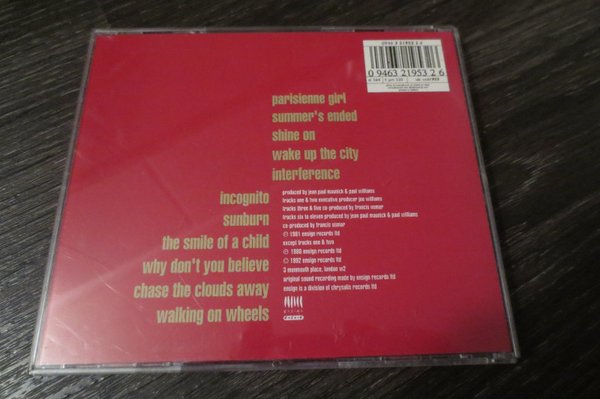 0946 3 21953 2 6
0 9463 21953 2 6
parisienne girl
summer's ended
shine on
wake up the city
interference
incognito
sunburn
the smile of a child
why don't you believe
chase the clouds away
walking on wheels
produced by jean paul maunick & paul williams
tracks one & two executive producer joe williams
tracks three & five co-produced by francis
tracks six to eleven produced by jean paul maunick & paul williams
co-produced by francis
℗ 1981 ensign records ltd
except tracks one & two
℗ 1980 ensign records ltd
© 1992 ensign records ltd
3 monmouth place, london w2
original sound recording made by ensign records ltd
ensign is a division of chrysalis records ltd